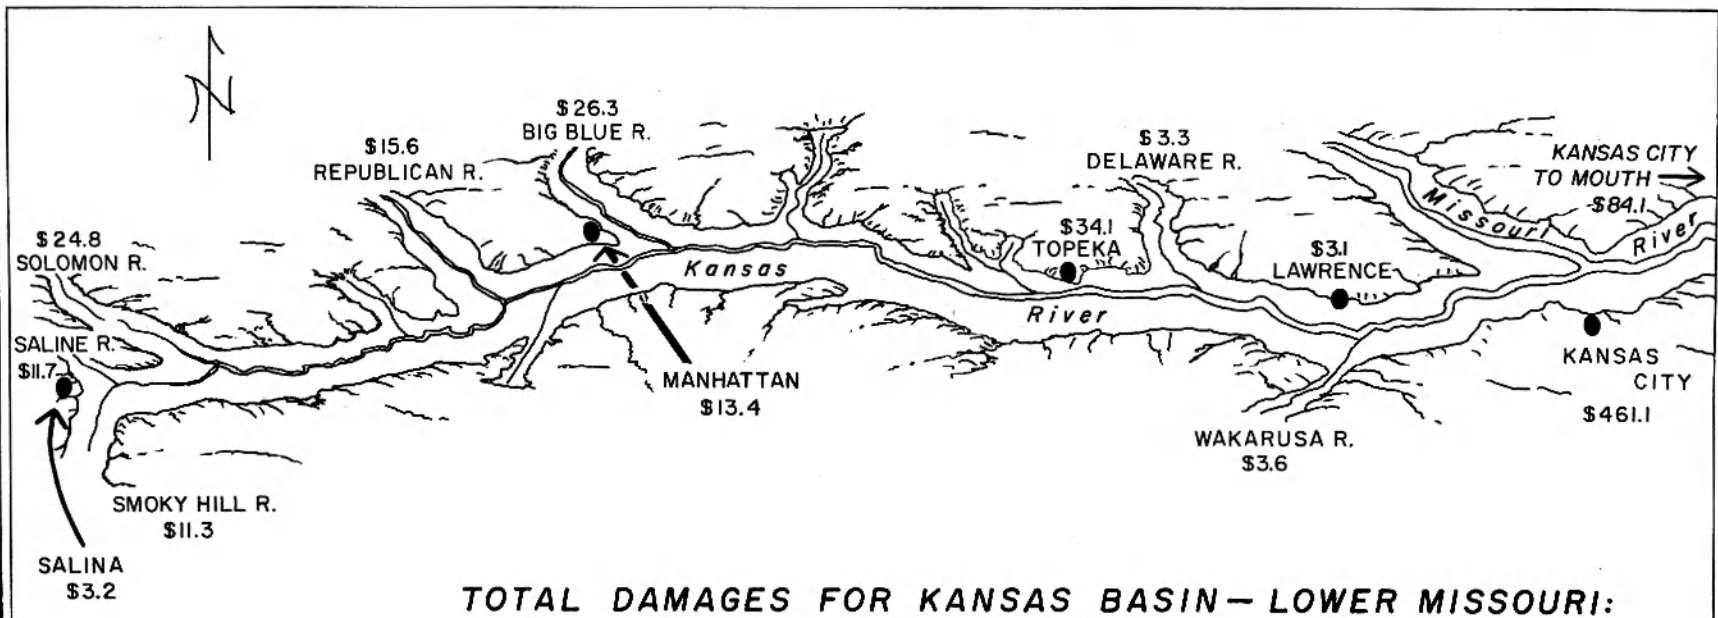 N
$26.3
BIG BLUE R.
$15.6
REPUBLICAN R.
$3.3
DELAWARE R.
KANSAS CITY
TO MOUTH
$84.1
Missouri
River
$24.8
SOLOMON R.
$34.1
TOPEKA
$3.1
LAWRENCE
Kansas
River
SALINE R.
$11.7
MANHATTAN
$13.4
KANSAS
CITY
$461.1
WAKARUSA R.
$3.6
SMOKY HILL R.
$11.3
SALINA
$3.2
TOTAL DAMAGES FOR KANSAS BASIN — LOWER MISSOURI: